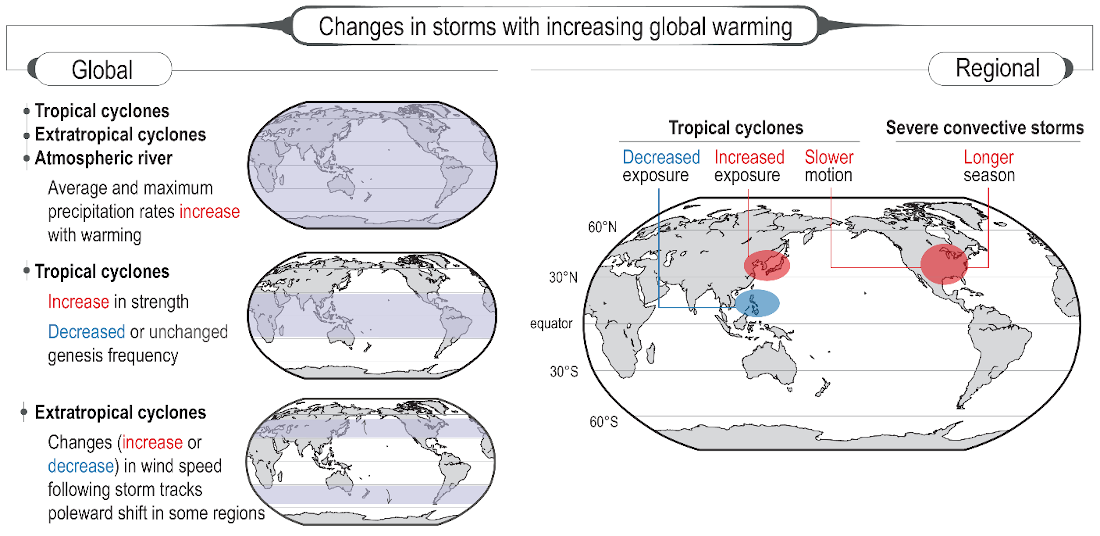 Changes in storms with increasing global warming
Global
Tropical cyclones
Extratropical cyclones
Atmospheric river
Average and maximum
precipitation rates increase
with warming
Tropical cyclones
Increase in strength
Decreased or unchanged
genesis frequency
Extratropical cyclones
Changes (increase or
decrease) in wind speed
following storm tracks
poleward shift in some regions
Regional
Tropical cyclones
Severe convective storms
Decreased
exposure
Increased
exposure
Slower
motion
Longer
season
60°N
30°N
equator
30°S
60°S